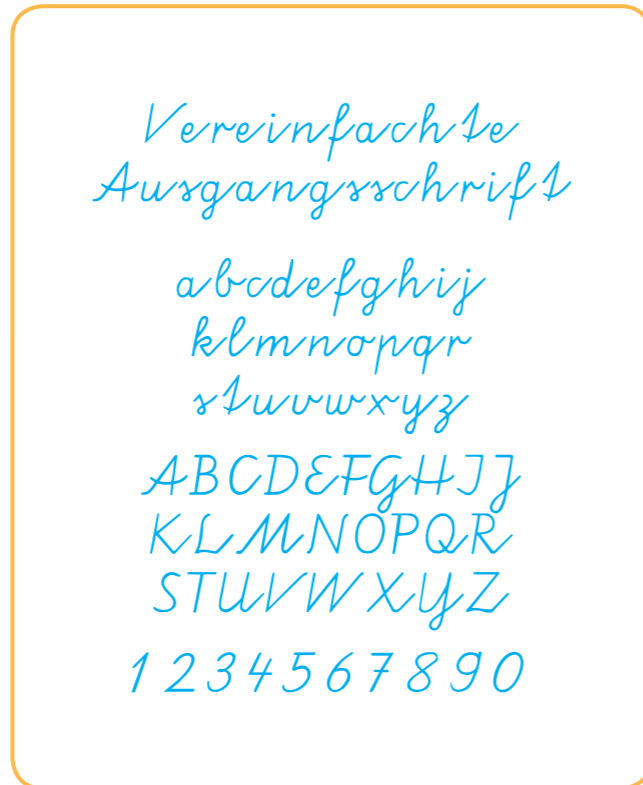 Vereinfachte
Ausgangsschrift
abcdefghij
klmnopqr
stuvwxyz
ABCDEFGHIJ
KLMNOPQR
STUVWXYZ
1234567890